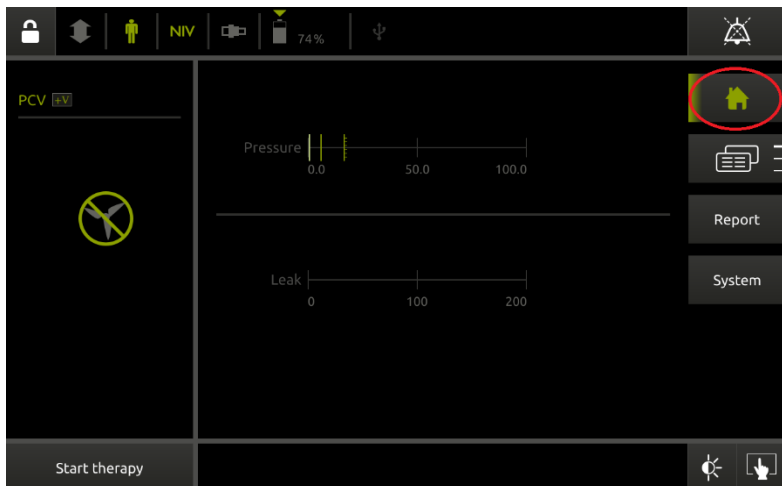 NIV
74%
PCV +V
Pressure
0.0 50.0 100.0
Report
Leak
0 100 200
System
Start therapy